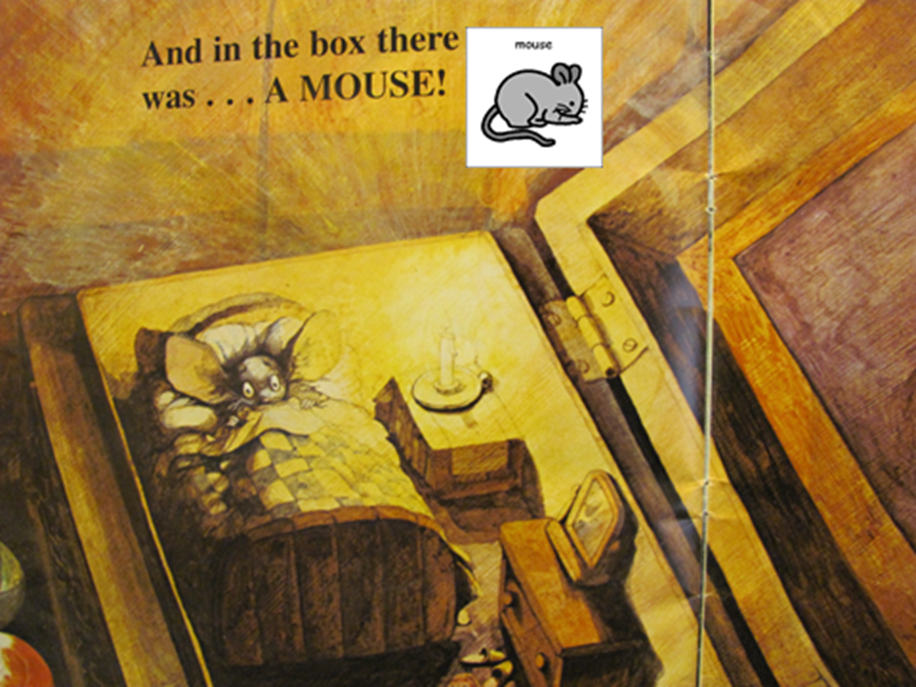 And in the box there
was . . . A MOUSE!
mouse